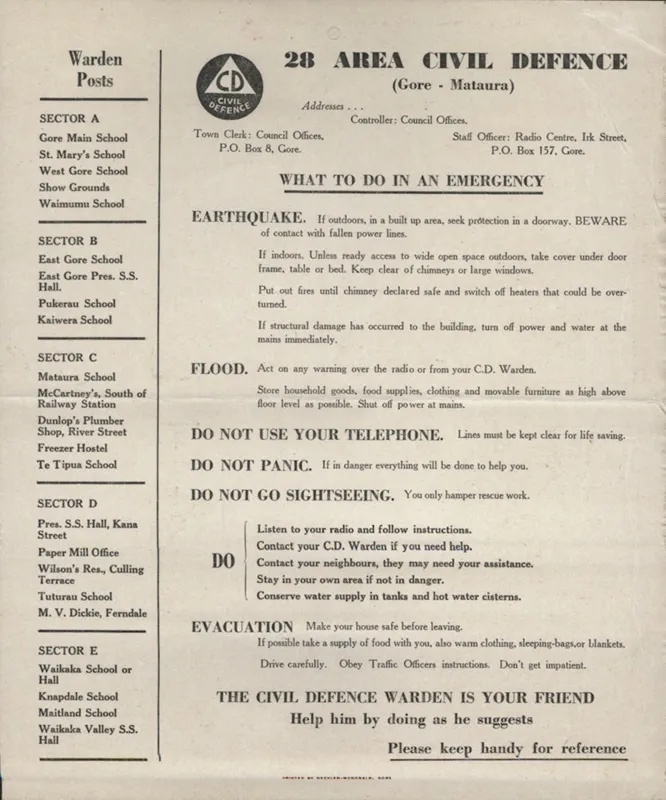 Warden
Posts
SECTOR A
Gore Main School
St. Mary's School
West Gore School
Show Grounds
Waimumu School
SECTOR B
East Gore School
East Gore Pres. S.S.
Hall.
Pukerau School
Kaiwera School
SECTOR C
Mataura School
McCartney's, South of
Railway Station
Dunlop's Plumber
Shop, River Street
Freezer Hostel
Te Tipua School
SECTOR D
Pres. S.S. Hall, Kana
Street
Paper Mill Office
Wilson's Res., Culling
Terrace
Tuturau School
M. V. Dickie, Ferndale
SECTOR E
Waikaka School or
Hall
Knapdale School
Maitland School
Waikaka Valley S.S.
Hall
CD
CIVIL
DEFENCE
28 AREA CIVIL DEFENCE
(Gore - Mataura)
Addresses . . .
Controller: Council Offices.
Town Clerk: Council Offices,
P.O. Box 8, Gore.
Staff Officer: Radio Centre, Irk Street,
P.O. Box 157, Gore.
WHAT TO DO IN AN EMERGENCY
EARTHQUAKE. If outdoors, in a built up area, seek protection in a doorway. BEWARE
of contact with fallen power lines.
If indoors. Unless ready access to wide open space outdoors, take cover under door
frame, table or bed. Keep clear of chimneys or large windows.
Put out fires until chimney declared safe and switch off heaters that could be over-
turned.
If structural damage has occurred to the building, turn off power and water at the
mains immediately.
FLOOD. Act on any warning over the radio or from your C.D. Warden.
Store household goods, food supplies, clothing and movable furniture as high above
floor level as possible. Shut off power at mains.
DO NOT USE YOUR TELEPHONE. Lines must be kept clear for life saving.
DO NOT PANIC. If in danger everything will be done to help you.
DO NOT GO SIGHTSEEING. You only hamper rescue work.
DO
Listen to your radio and follow instructions.
Contact your C.D. Warden if you need help.
Contact your neighbours, they may need your assistance.
Stay in your own area if not in danger.
Conserve water supply in tanks and hot water cisterns.
EVACUATION Make your house safe before leaving.
If possible take a supply of food with you, also warm clothing, sleeping-bags,or blankets.
Drive carefully. Obey Traffic Officers instructions. Don't get impatient.
THE CIVIL DEFENCE WARDEN IS YOUR FRIEND
Help him by doing as he suggests
Please keep handy for reference
PRINTED BY